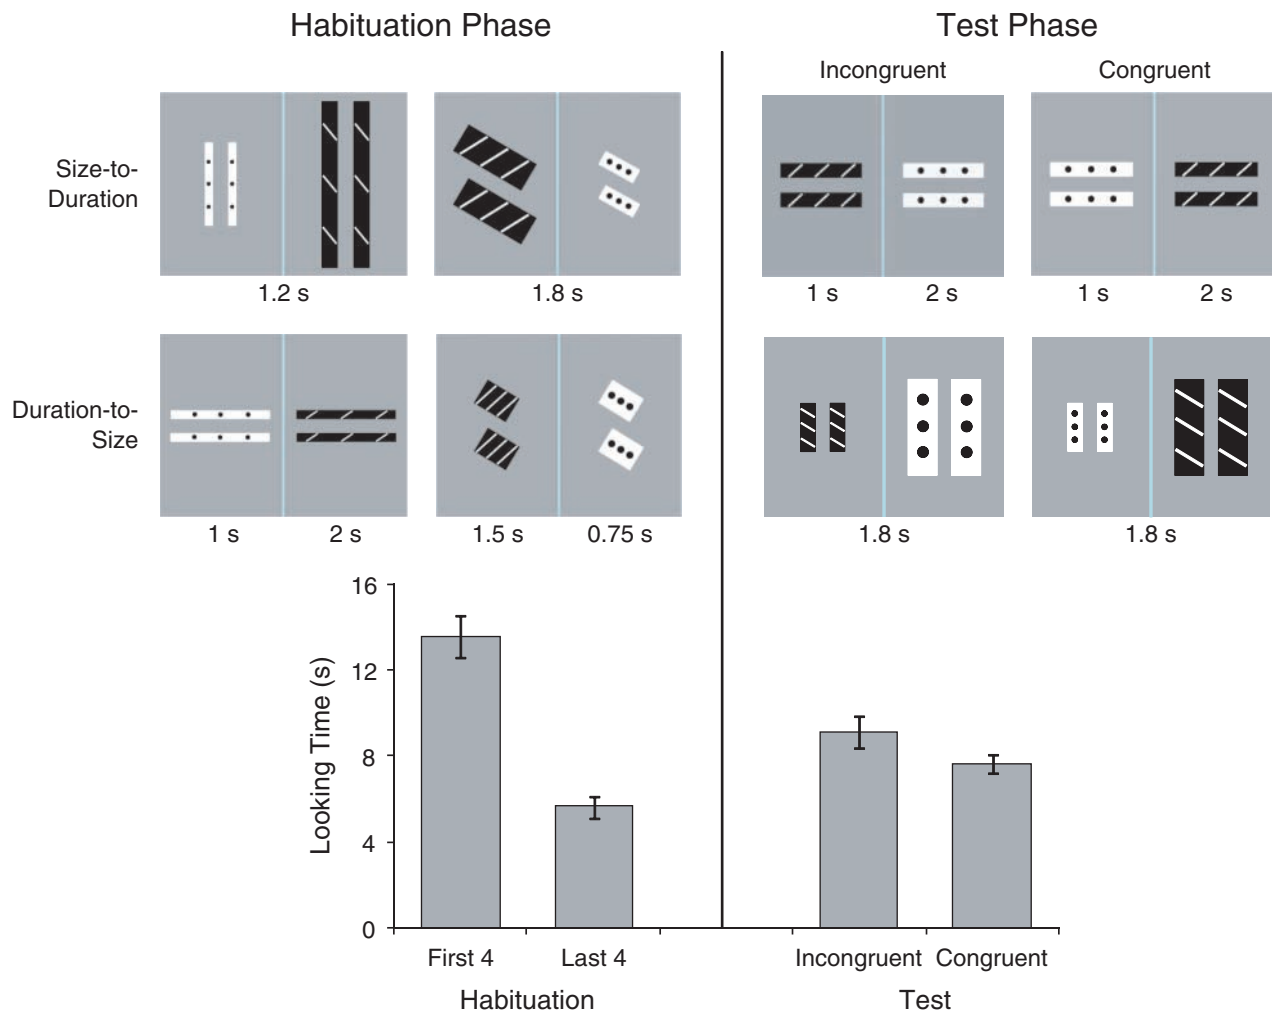 Habituation Phase
Test Phase
Incongruent
Congruent
Size-to-
Duration
1.2 s
1.8 s
1 s
2 s
1 s
2 s
Duration-to-
Size
1 s
2 s
1.5 s
0.75 s
1.8 s
1.8 s
Looking Time (s)
16
12
8
4
0
First 4
Last 4
Incongruent
Congruent
Habituation
Test